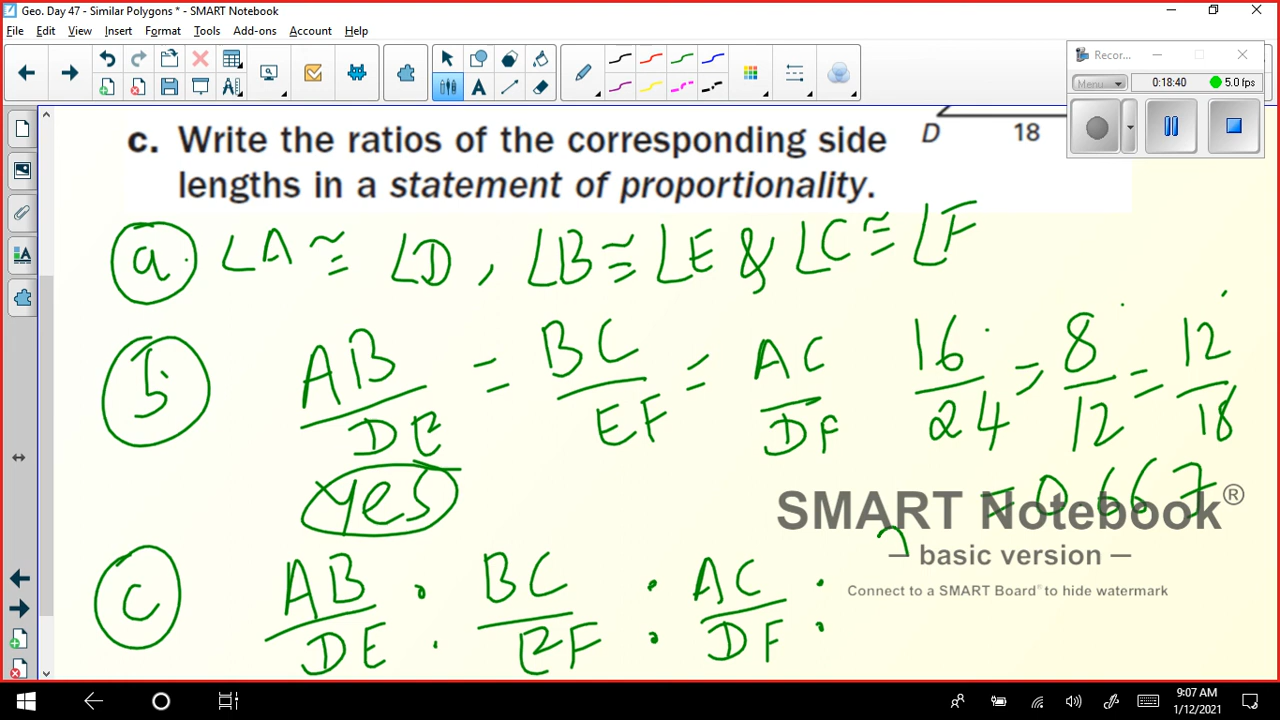 Geo. Day 47 - Similar Polygons * - SMART Notebook
File Edit View Insert Format Tools Add-ons Account Help
Recor...
Menu 0:18:40 5.0 fps
c. Write the ratios of the corresponding side
lengths in a statement of proportionality.
D 18
a. ∠A ≅ ∠D, ∠B ≅ ∠E & ∠C ≅ ∠F
b AB/DE = BC/EF = AC/DF 16/24 = 8/12 = 12/18
yes = 0.667
SMART Notebook®
— basic version —
Connect to a SMART Board® to hide watermark
c AB/DE : BC/EF : AC/DF :
9:07 AM
1/12/2021